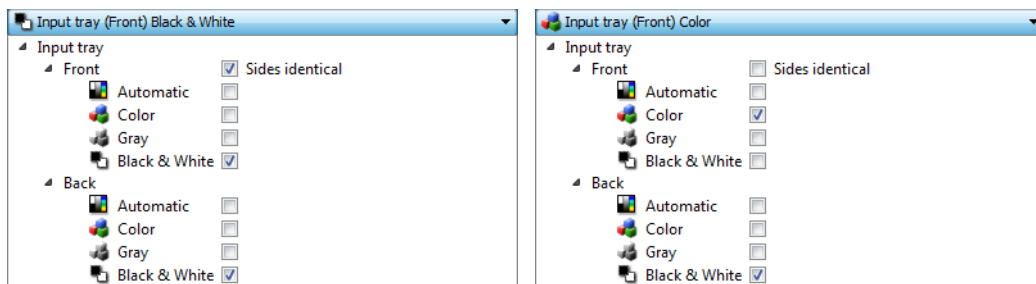 Input tray (Front) Black & White
Input tray
Front Sides identical
Automatic
Color
Gray
Black & White
Back
Automatic
Color
Gray
Black & White
Input tray (Front) Color
Input tray
Front Sides identical
Automatic
Color
Gray
Black & White
Back
Automatic
Color
Gray
Black & White